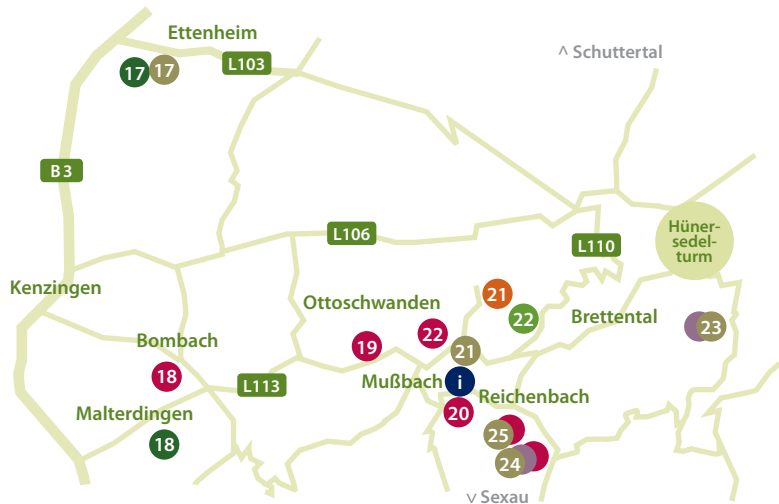 Ettenheim
^ Schuttertal
17
17
L103
B 3
Hüner-
sedel-
turm
L106
L110
Kenzingen
21
Ottoschwanden
22
Brettental
22
23
Bombach
19
21
18
L113
Mußbach
i
Reichenbach
Malterdingen
20
18
25
24
v Sexau